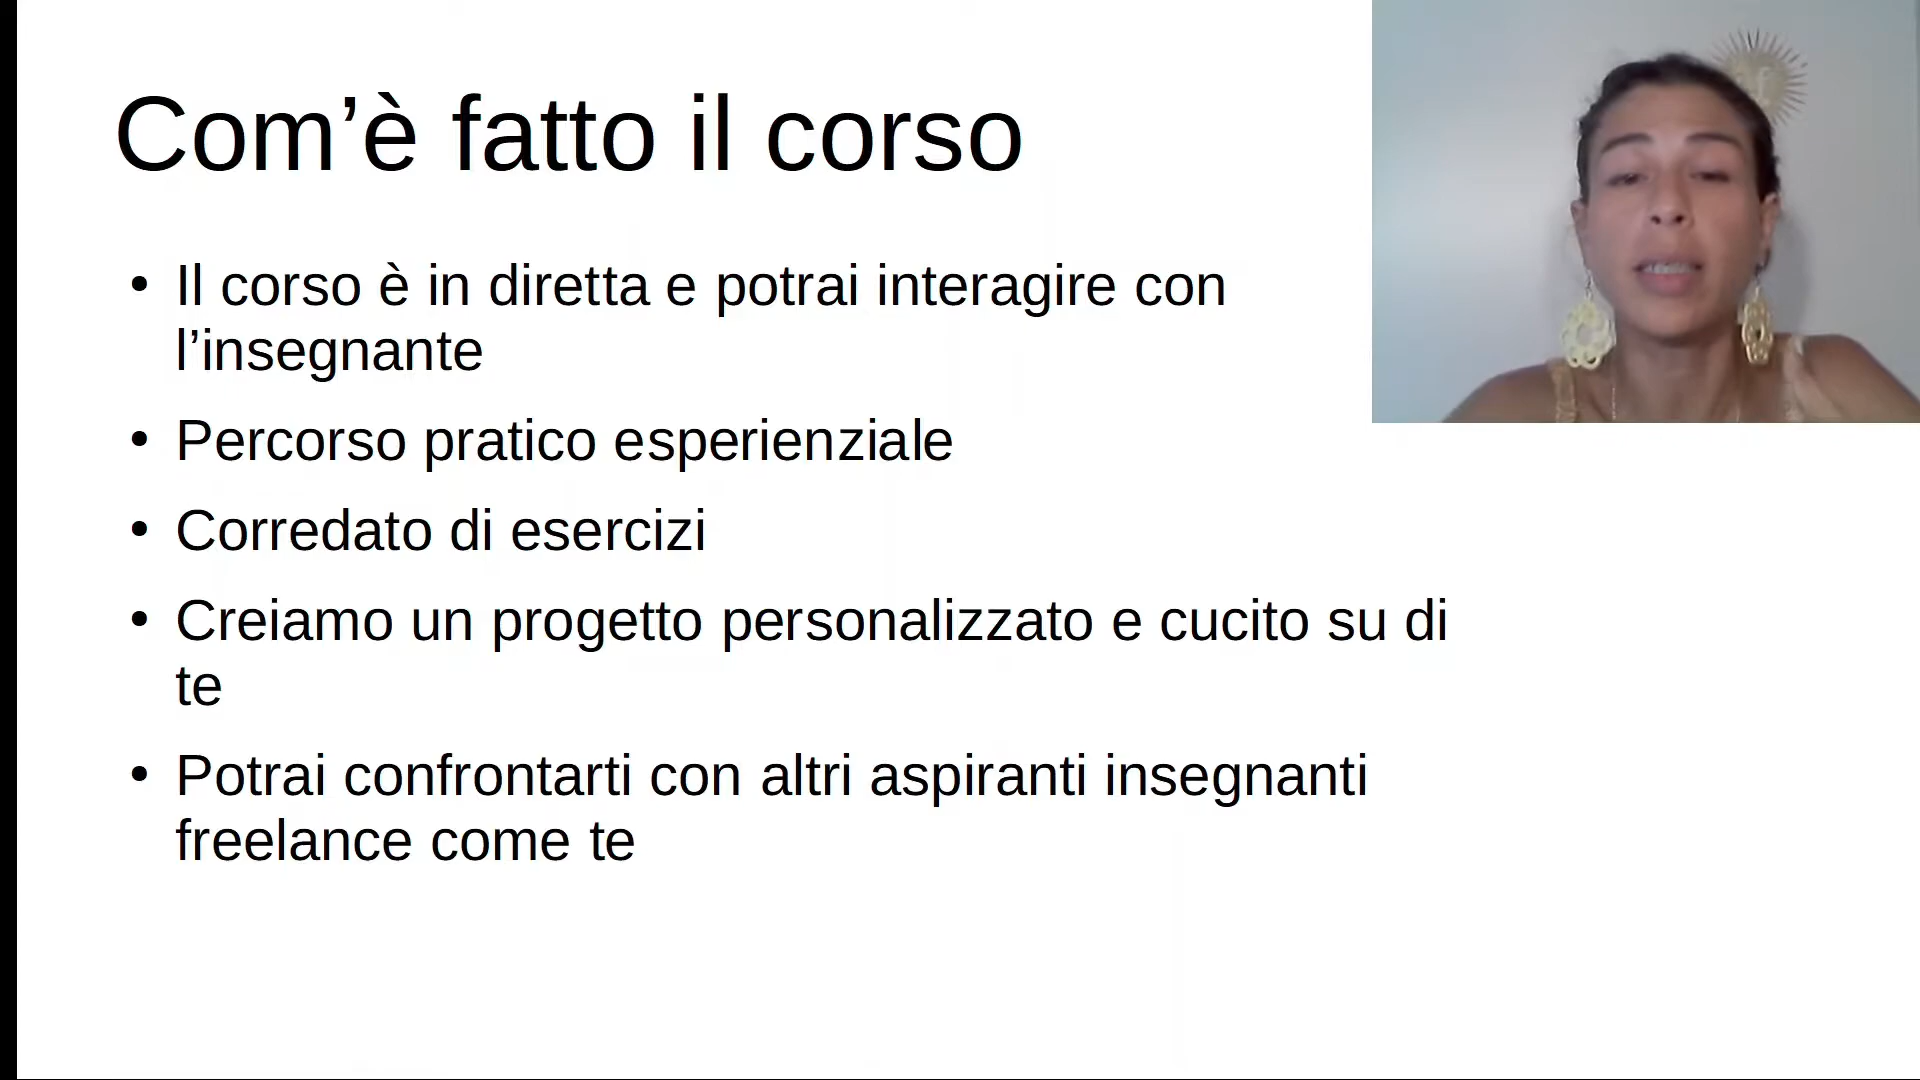 Com’è fatto il corso
• Il corso è in diretta e potrai interagire con
l’insegnante
• Percorso pratico esperienziale
• Corredato di esercizi
• Creiamo un progetto personalizzato e cucito su di
te
• Potrai confrontarti con altri aspiranti insegnanti
freelance come te